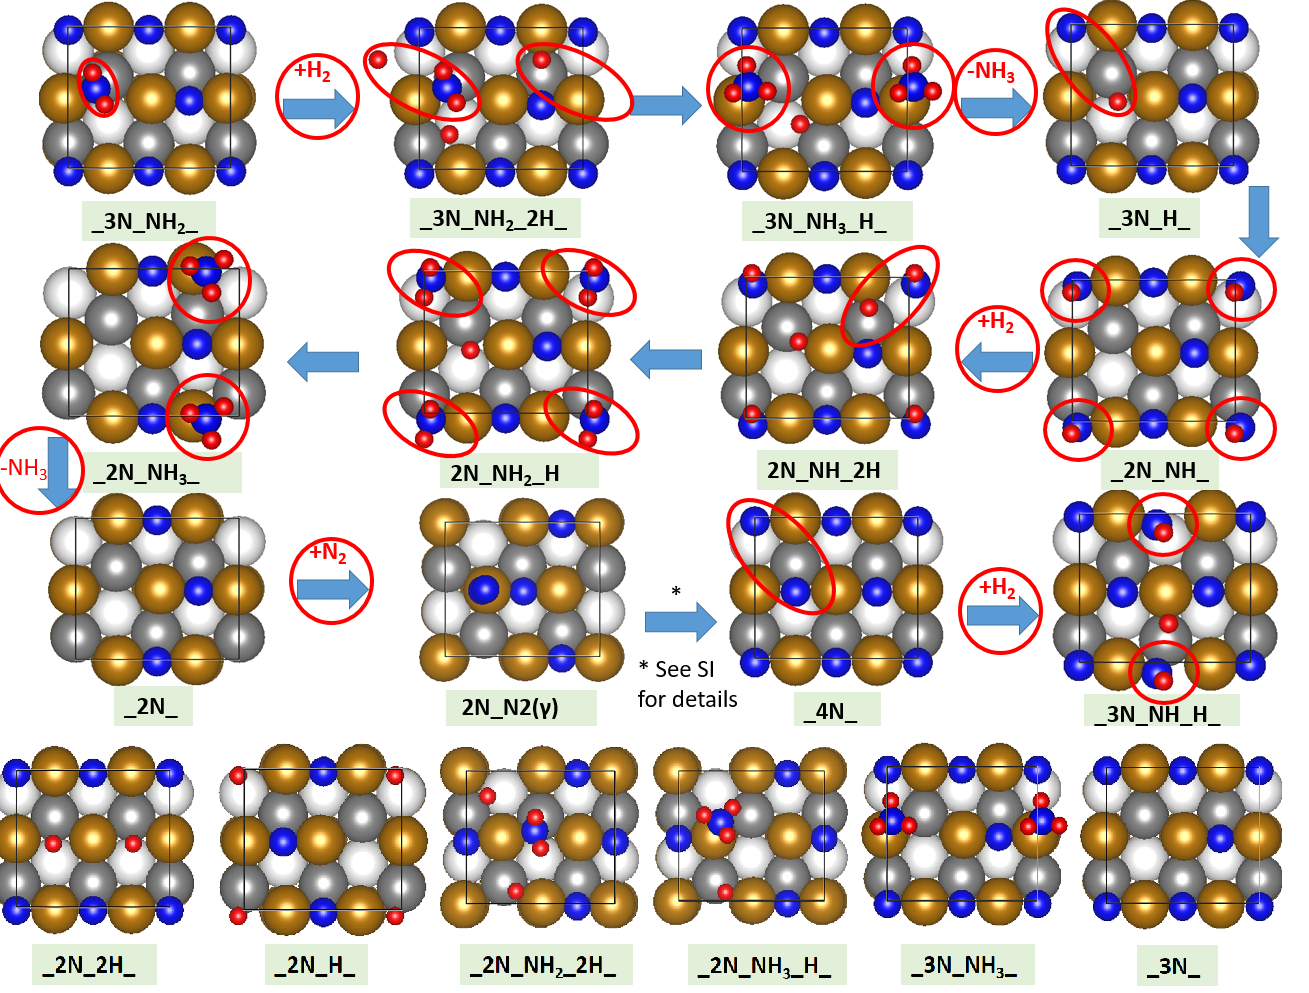 +H₂
-NH₃
_3N_NH₂_
_3N_NH₂_2H_
_3N_NH₃_H_
_3N_H_
+H₂
_2N_NH₃_
2N_NH₂_H
2N_NH_2H
_2N_NH_
-NH₃
+N₂
*
* See SI
for details
+H₂
_2N_
2N_N2(γ)
_4N_
_3N_NH_H_
_2N_2H_
_2N_H_
_2N_NH₂_2H_
_2N_NH₃_H_
_3N_NH₃_
_3N_